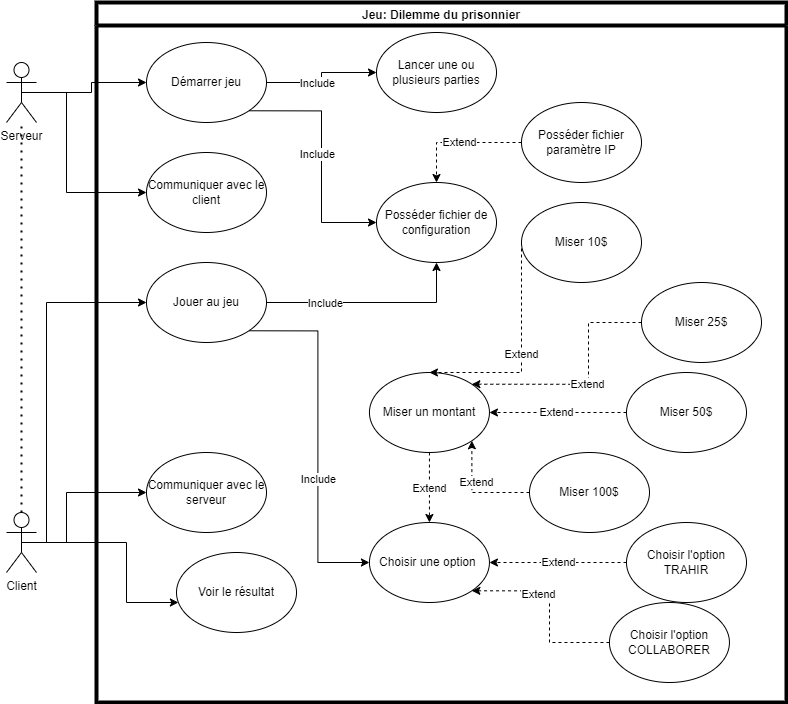 Jeu: Dilemme du prisonnier
Démarrer jeu
Include
Lancer une ou
plusieurs parties
Serveur
Include
Extend
Posséder fichier
paramètre IP
Communiquer avec le
client
Posséder fichier de
configuration
Miser 10$
Jouer au jeu
Include
Miser 25$
Extend
Extend
Miser un montant
Extend
Miser 50$
Include
Extend
Extend
Miser 100$
Communiquer avec le
serveur
Client
Voir le résultat
Choisir une option
Extend
Choisir l'option
TRAHIR
Extend
Choisir l'option
COLLABORER